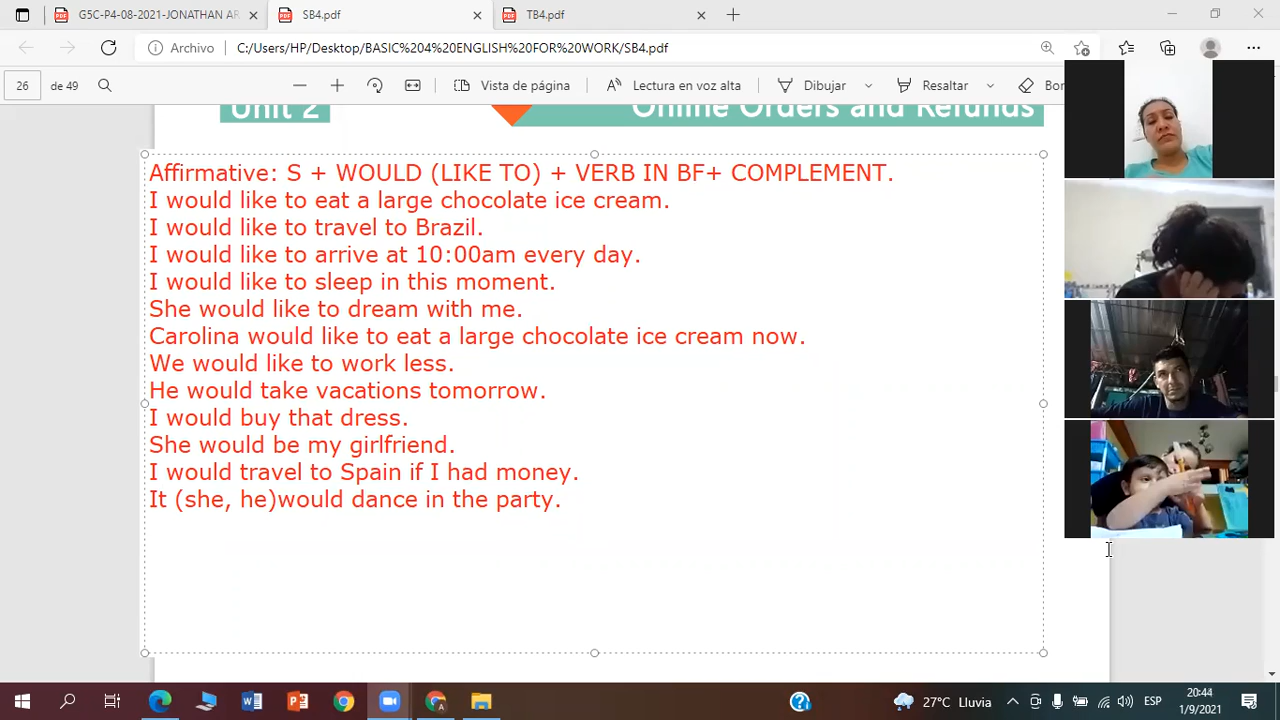 G5C-P4-08-2021-JONATHAN AR
SB4.pdf
TB4.pdf
Archivo
C:/Users/HP/Desktop/BASIC%204%20ENGLISH%20FOR%20WORK/SB4.pdf
26 de 49
Vista de página
Lectura en voz alta
Dibujar
Resaltar
Bor
Unit 2
Online Orders and Refunds
Affirmative: S + WOULD (LIKE TO) + VERB IN BF+ COMPLEMENT.
I would like to eat a large chocolate ice cream.
I would like to travel to Brazil.
I would like to arrive at 10:00am every day.
I would like to sleep in this moment.
She would like to dream with me.
Carolina would like to eat a large chocolate ice cream now.
We would like to work less.
He would take vacations tomorrow.
I would buy that dress.
She would be my girlfriend.
I would travel to Spain if I had money.
It (she, he)would dance in the party.
27°C Lluvia
ESP
20:44
1/9/2021